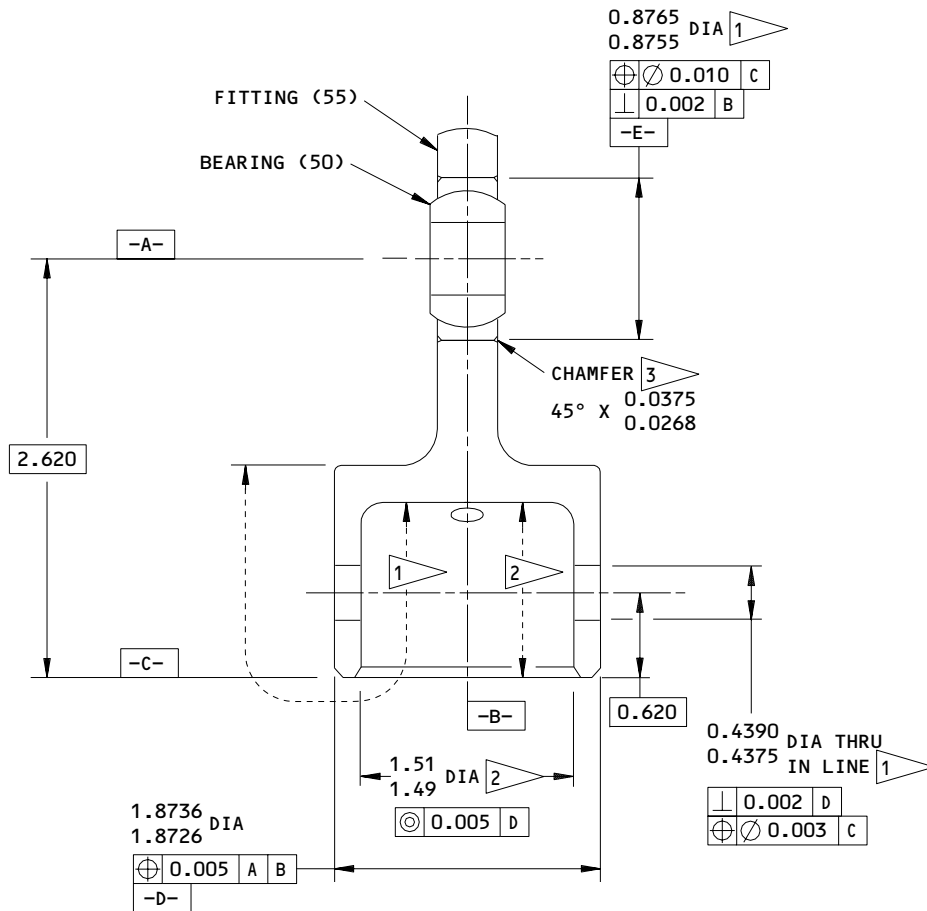 0.8765
0.8755 DIA 1
⌖ ⌀ 0.010 C
⊥ 0.002 B
-E-
FITTING (55)
BEARING (50)
-A-
CHAMFER 3
45° X 0.0375
0.0268
2.620
1
2
-C-
-B-
0.620
0.4390
0.4375 DIA THRU
IN LINE 1
⊥ 0.002 D
⌖ ⌀ 0.003 C
1.51
1.49 DIA 2
◎ 0.005 D
1.8736
1.8726 DIA
⌖ 0.005 A B
-D-